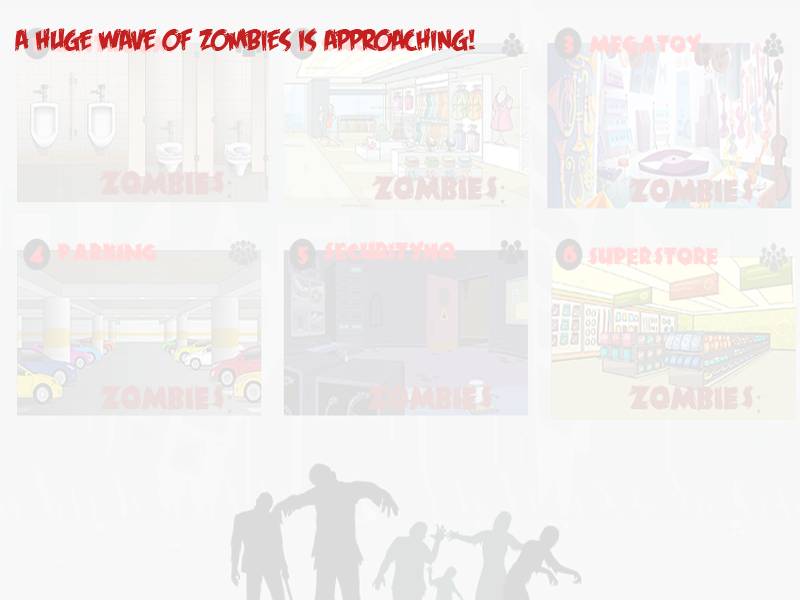 A HUGE WAVE OF ZOMBIES IS APPROACHING!
3 MEGATOY
ZOMBIES:
ZOMBIES:
ZOMBIES:
4 PARKING
5 SECURITYHQ
6 SUPERSTORE
ZOMBIES:
ZOMBIES:
ZOMBIES: